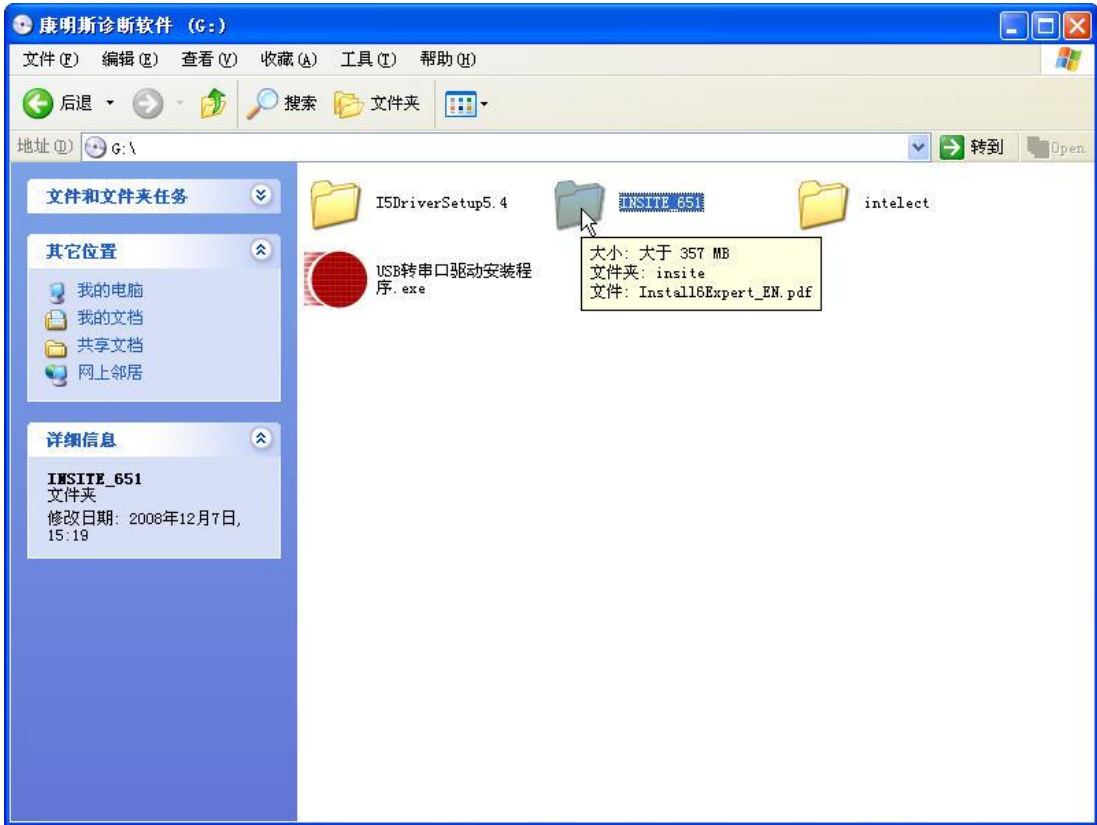 康明斯诊断软件 (G:)
文件(F) 编辑(E) 查看(V) 收藏(A) 工具(T) 帮助(H)
后退 搜索 文件夹
地址(D) G:\ 转到 Open
文件和文件夹任务
其它位置
我的电脑
我的文档
共享文档
网上邻居
详细信息
INSITE_651
文件夹
修改日期: 2008年12月7日,
15:19
I5DriverSetup5.4
INSITE_651
intelect
USB转串口驱动安装程
序.exe
大小: 大于 357 MB
文件夹: insite
文件: Install6Expert_EN.pdf